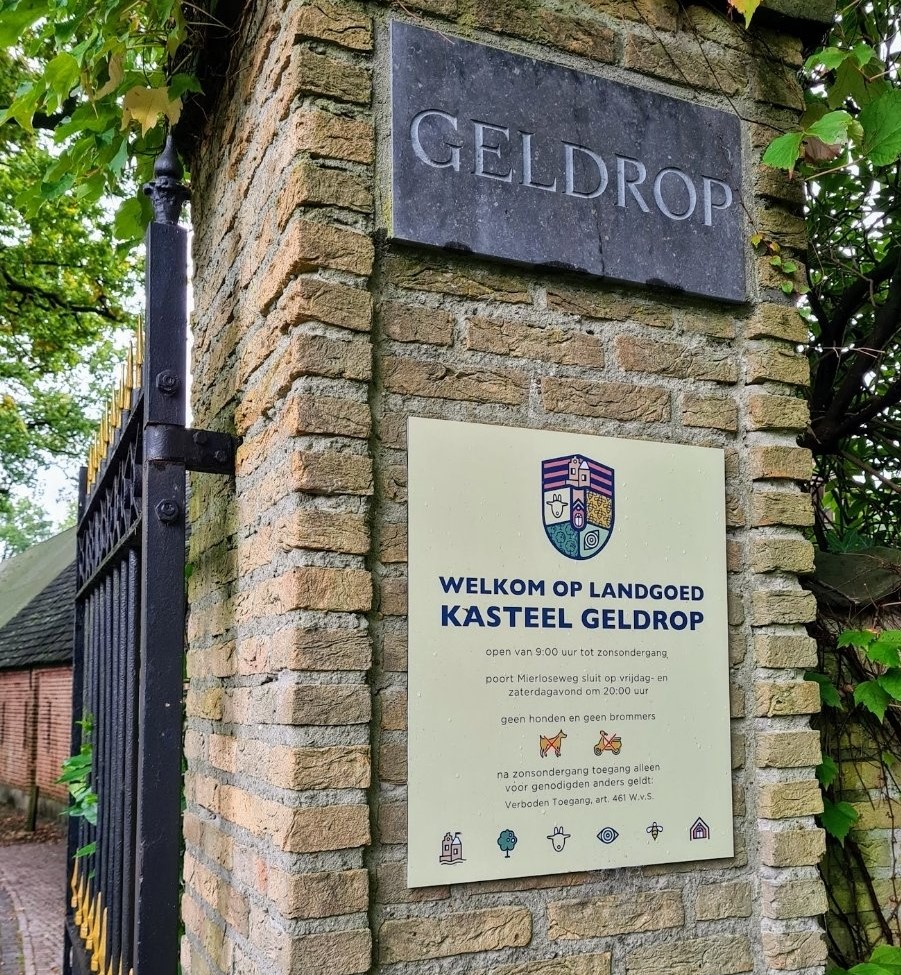 GELDROP
WELKOM OP LANDGOED
KASTEEL GELDROP
open van 9:00 uur tot zonsondergang
poort Mierloseweg sluit op vrijdag- en
zaterdagavond om 20:00 uur
geen honden en geen brommers
na zonsondergang toegang alleen
voor genodigden anders geldt:
Verboden Toegang, art. 461 W.v.S.